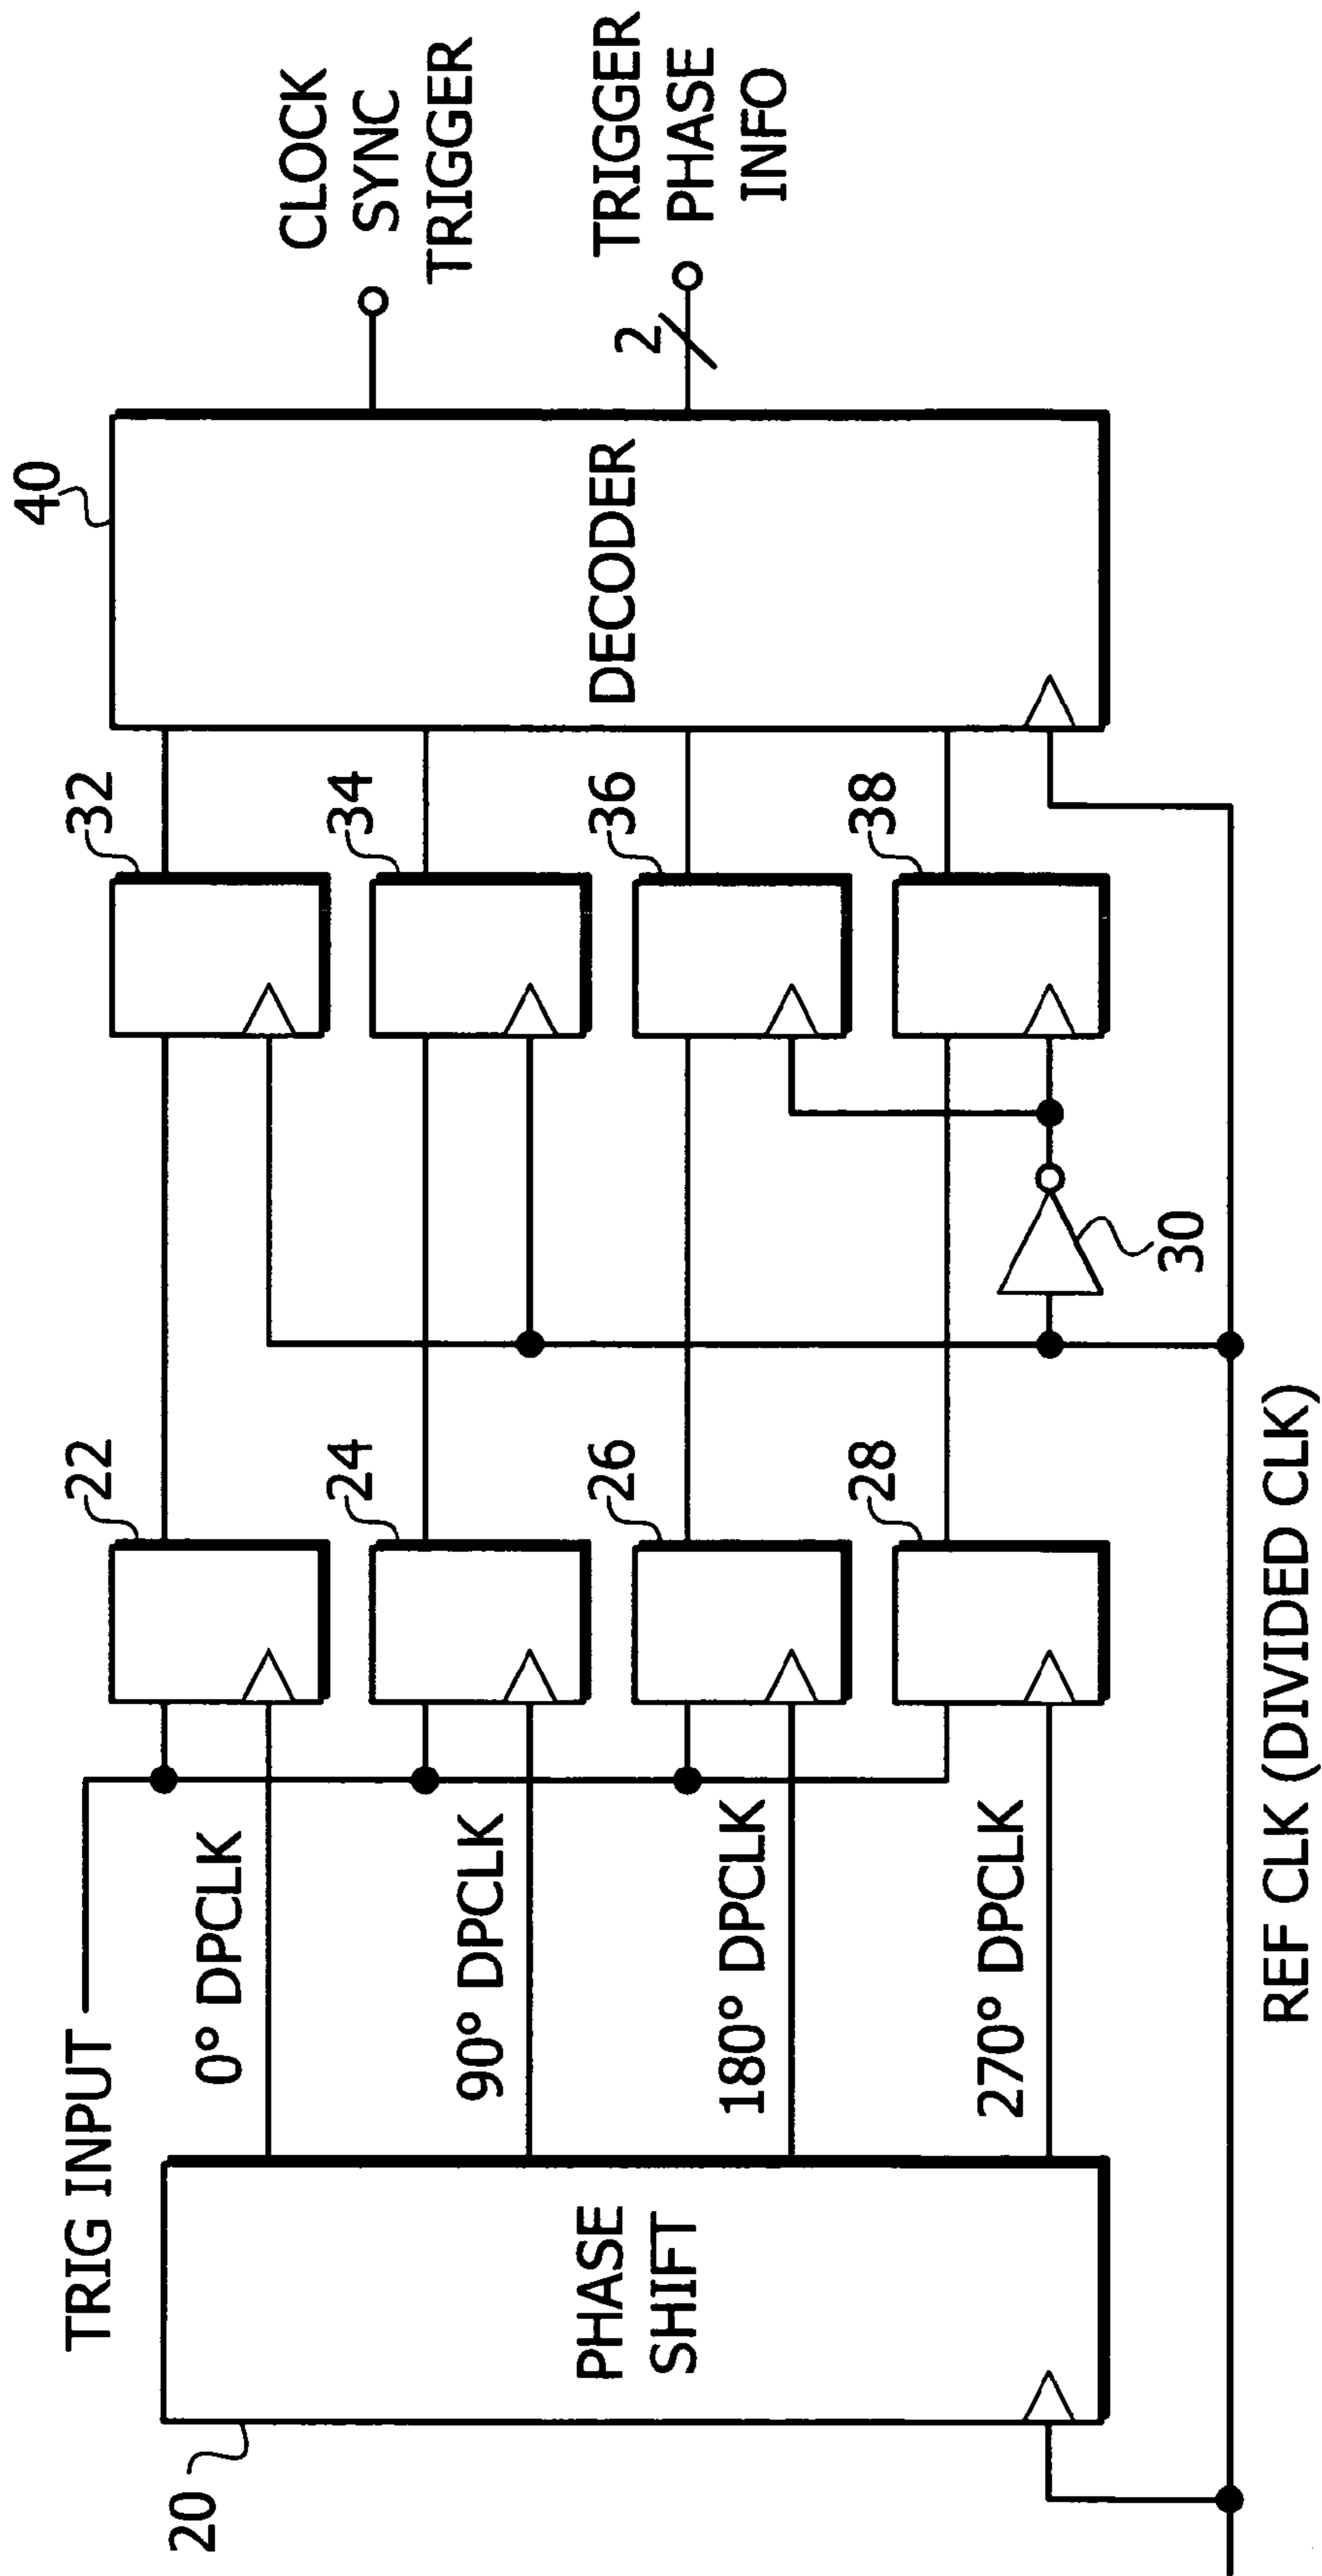 TRIG INPUT
20
PHASE
SHIFT
0° DPCLK
90° DPCLK
180° DPCLK
270° DPCLK
22
24
26
28
30
32
34
36
38
40
DECODER
CLOCK
SYNC
TRIGGER
2
TRIGGER
PHASE
INFO
REF CLK (DIVIDED CLK)